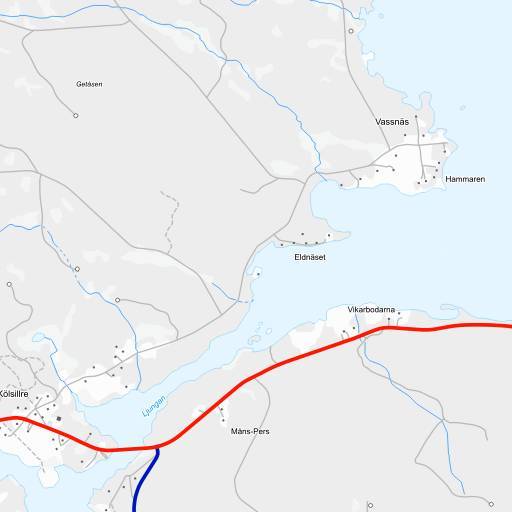 Getåsen
Vassnäs
Hammaren
Eldnäset
Vikarbodarna
Kölsillre
Ljungan
Måns-Pers